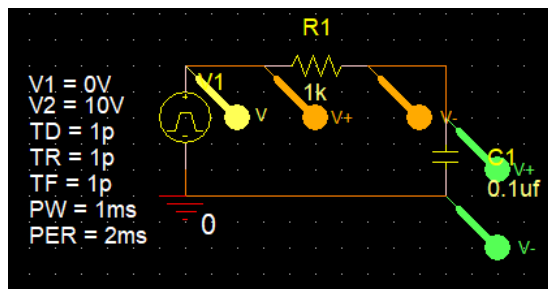 R1
V1
1k
V
V+
V-
V1 = 0V
V2 = 10V
TD = 1p
TR = 1p
TF = 1p
PW = 1ms
PER = 2ms
0
C1
V+
0.1uf
V-